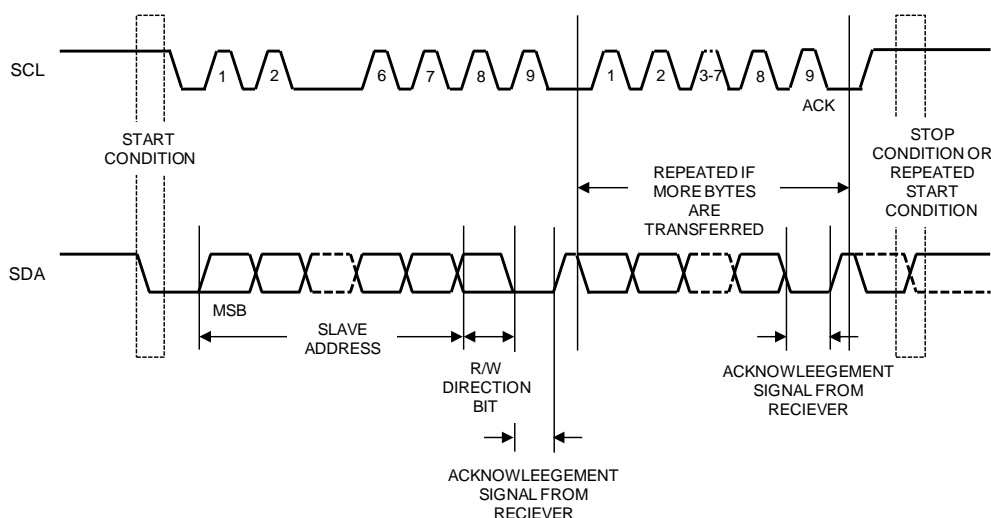 SCL
1
2
6
7
8
9
1
2
3-7
8
9
ACK
START
CONDITION
REPEATED IF
MORE BYTES
ARE
TRANSFERRED
STOP
CONDITION OR
REPEATED
START
CONDITION
SDA
MSB
SLAVE
ADDRESS
R/W
DIRECTION
BIT
ACKNOWLEEGEMENT
SIGNAL FROM
RECIEVER
ACKNOWLEEGEMENT
SIGNAL FROM
RECIEVER